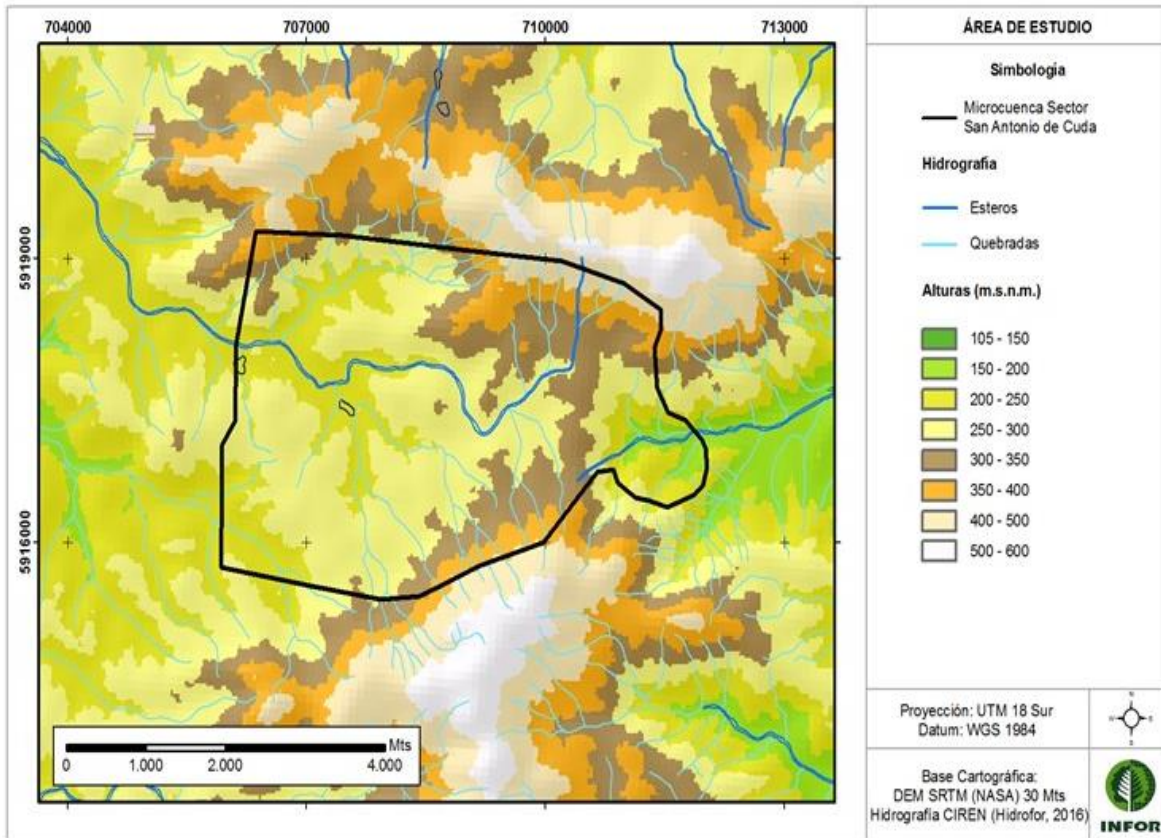 704000
707000
710000
713000
5919000
5916000
Mts
0
1.000
2.000
4.000
ÁREA DE ESTUDIO
Simbología
Microcuenca Sector
San Antonio de Cuda
Hidrografía
Esteros
Quebradas
Alturas (m.s.n.m.)
105 - 150
150 - 200
200 - 250
250 - 300
300 - 350
350 - 400
400 - 500
500 - 600
Proyección: UTM 18 Sur
Datum: WGS 1984
Base Cartográfica:
DEM SRTM (NASA) 30 Mts
Hidrografía CIREN (Hidrofor, 2016)
INFOR